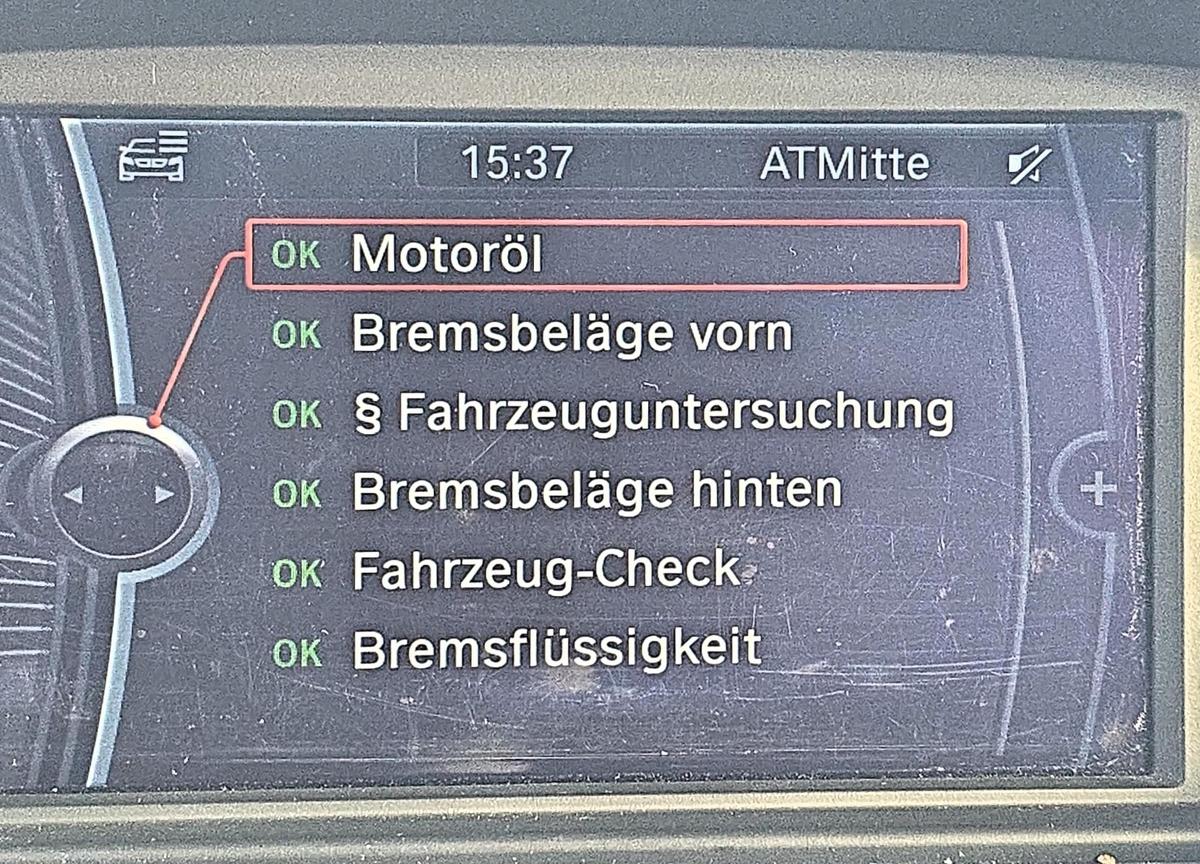 15:37 ATMitte
OK Motoröl
OK Bremsbeläge vorn
OK § Fahrzeuguntersuchung
OK Bremsbeläge hinten
OK Fahrzeug-Check
OK Bremsflüssigkeit
+